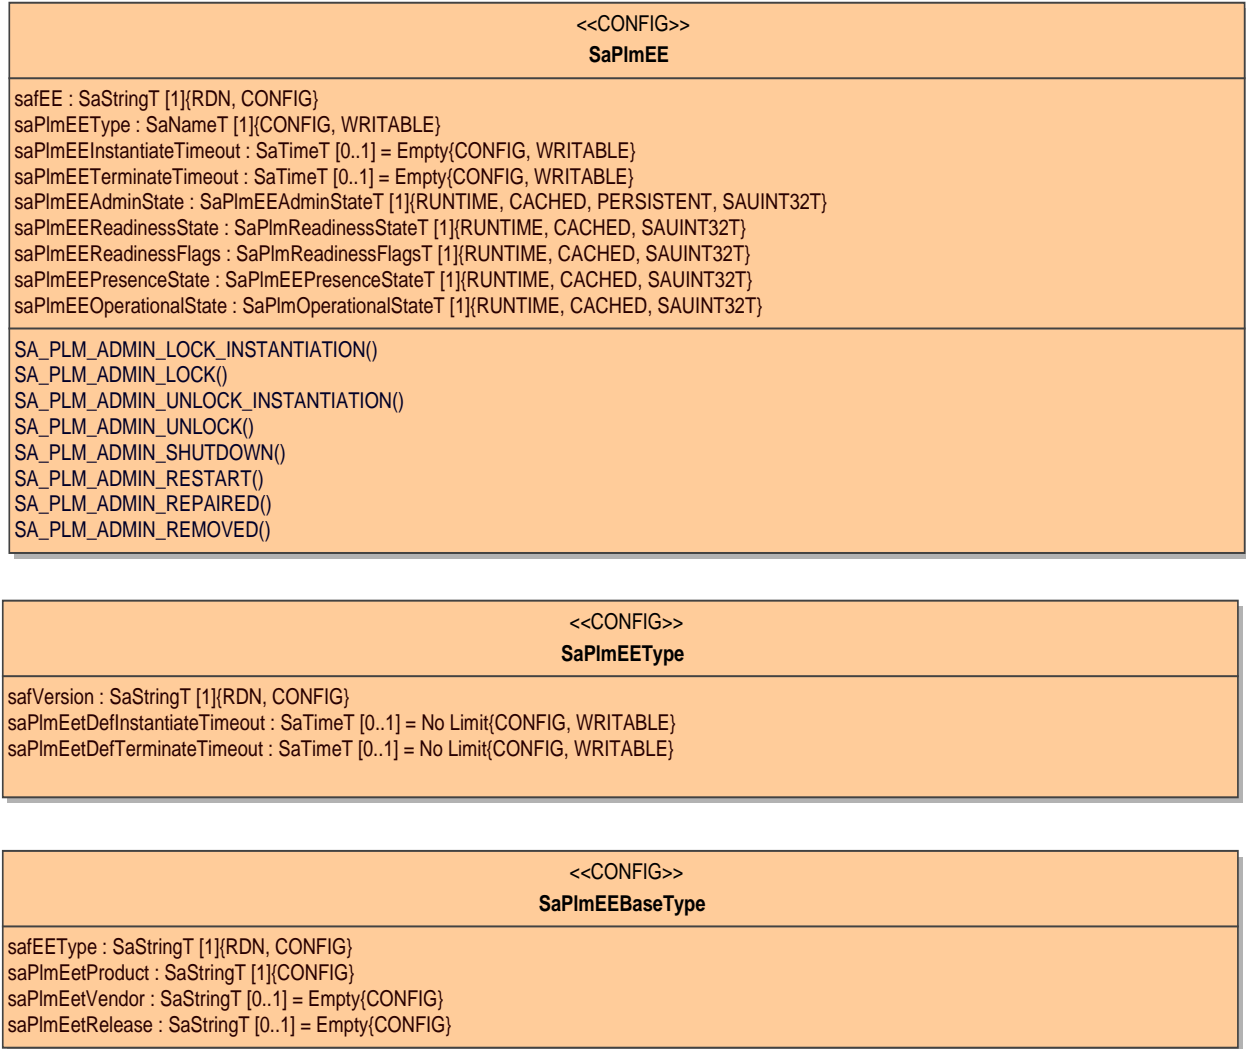 <<CONFIG>>
SaPlmEE
safEE : SaStringT [1]{RDN, CONFIG}
saPlmEEType : SaNameT [1]{CONFIG, WRITABLE}
saPlmEEInstantiateTimeout : SaTimeT [0..1] = Empty{CONFIG, WRITABLE}
saPlmEETerminateTimeout : SaTimeT [0..1] = Empty{CONFIG, WRITABLE}
saPlmEEAdminState : SaPlmEEAdminStateT [1]{RUNTIME, CACHED, PERSISTENT, SAUINT32T}
saPlmEEReadinessState : SaPlmReadinessStateT [1]{RUNTIME, CACHED, SAUINT32T}
saPlmEEReadinessFlags : SaPlmReadinessFlagsT [1]{RUNTIME, CACHED, SAUINT32T}
saPlmEEPresenceState : SaPlmEEPresenceStateT [1]{RUNTIME, CACHED, SAUINT32T}
saPlmEEOperationalState : SaPlmOperationalStateT [1]{RUNTIME, CACHED, SAUINT32T}
SA_PLM_ADMIN_LOCK_INSTANTIATION()
SA_PLM_ADMIN_LOCK()
SA_PLM_ADMIN_UNLOCK_INSTANTIATION()
SA_PLM_ADMIN_UNLOCK()
SA_PLM_ADMIN_SHUTDOWN()
SA_PLM_ADMIN_RESTART()
SA_PLM_ADMIN_REPAIRED()
SA_PLM_ADMIN_REMOVED()
<<CONFIG>>
SaPlmEEType
safVersion : SaStringT [1]{RDN, CONFIG}
saPlmEetDefInstantiateTimeout : SaTimeT [0..1] = No Limit{CONFIG, WRITABLE}
saPlmEetDefTerminateTimeout : SaTimeT [0..1] = No Limit{CONFIG, WRITABLE}
<<CONFIG>>
SaPlmEEBaseType
safEEType : SaStringT [1]{RDN, CONFIG}
saPlmEetProduct : SaStringT [1]{CONFIG}
saPlmEetVendor : SaStringT [0..1] = Empty{CONFIG}
saPlmEetRelease : SaStringT [0..1] = Empty{CONFIG}